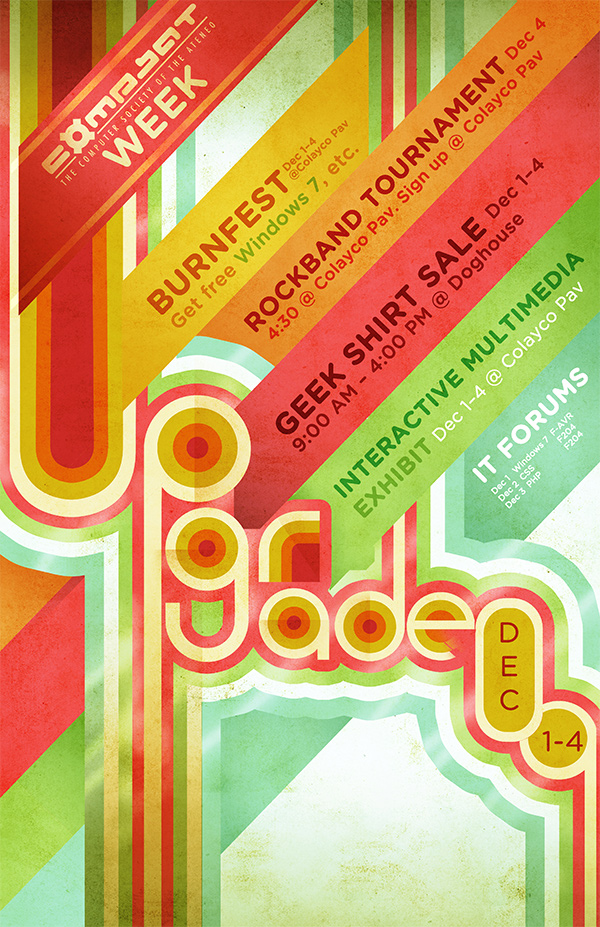 compsat
THE COMPUTER SOCIETY OF THE ATENEO
WEEK
BURNFEST Dec 1-4
@Colayco Pav
Get free Windows 7, etc.
ROCKBAND TOURNAMENT Dec 4
4:30 @ Colayco Pav. Sign up @ Colayco Pav
GEEK SHIRT SALE Dec 1-4
9:00 AM - 4:00 PM @ Doghouse
INTERACTIVE MULTIMEDIA
EXHIBIT Dec 1-4 @ Colayco Pav
IT FORUMS
Dec 1 Windows 7 F-AVR
Dec 2 CSS F204
Dec 3 PHP F204
Upgraded
DEC
1-4